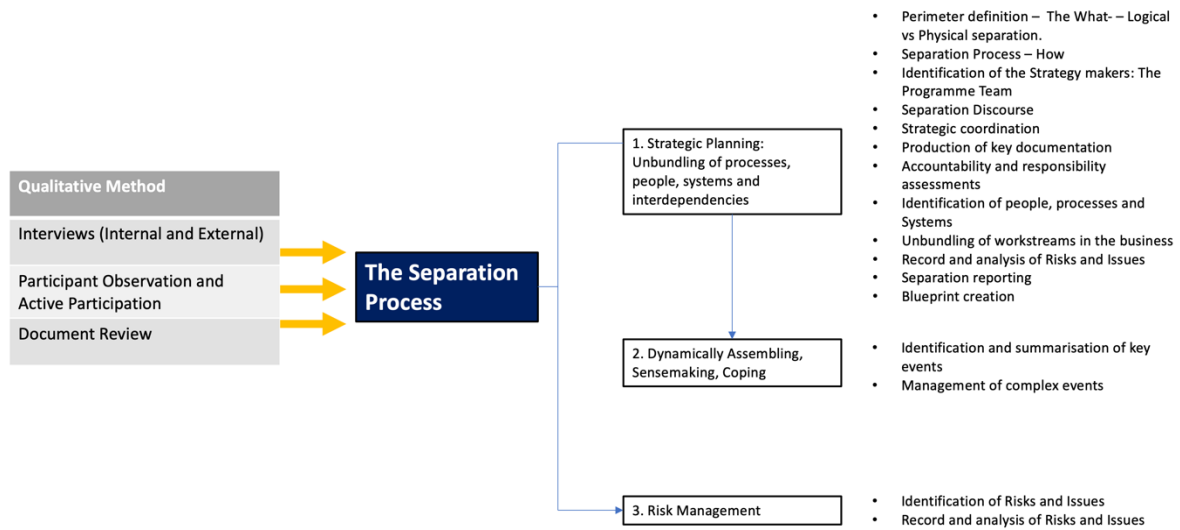 Qualitative Method
Interviews (Internal and External)
Participant Observation and
Active Participation
Document Review
The Separation
Process
1. Strategic Planning:
Unbundling of processes,
people, systems and
interdependencies
2. Dynamically Assembling,
Sensemaking, Coping
3. Risk Management
• Perimeter definition – The What- – Logical
vs Physical separation.
• Separation Process – How
• Identification of the Strategy makers: The
Programme Team
• Separation Discourse
• Strategic coordination
• Production of key documentation
• Accountability and responsibility
assessments
• Identification of people, processes and
Systems
• Unbundling of workstreams in the business
• Record and analysis of Risks and Issues
• Separation reporting
• Blueprint creation
• Identification and summarisation of key
events
• Management of complex events
• Identification of Risks and Issues
• Record and analysis of Risks and Issues